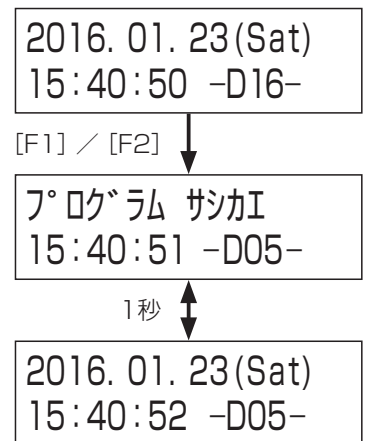 2016. 01. 23(Sat)
15:40:50 -D16-
[F1] ／ [F2]
ﾌﾟﾛｸﾞﾗﾑ ｻｼｶｴ
15:40:51 -D05-
1秒
2016. 01. 23(Sat)
15:40:52 -D05-